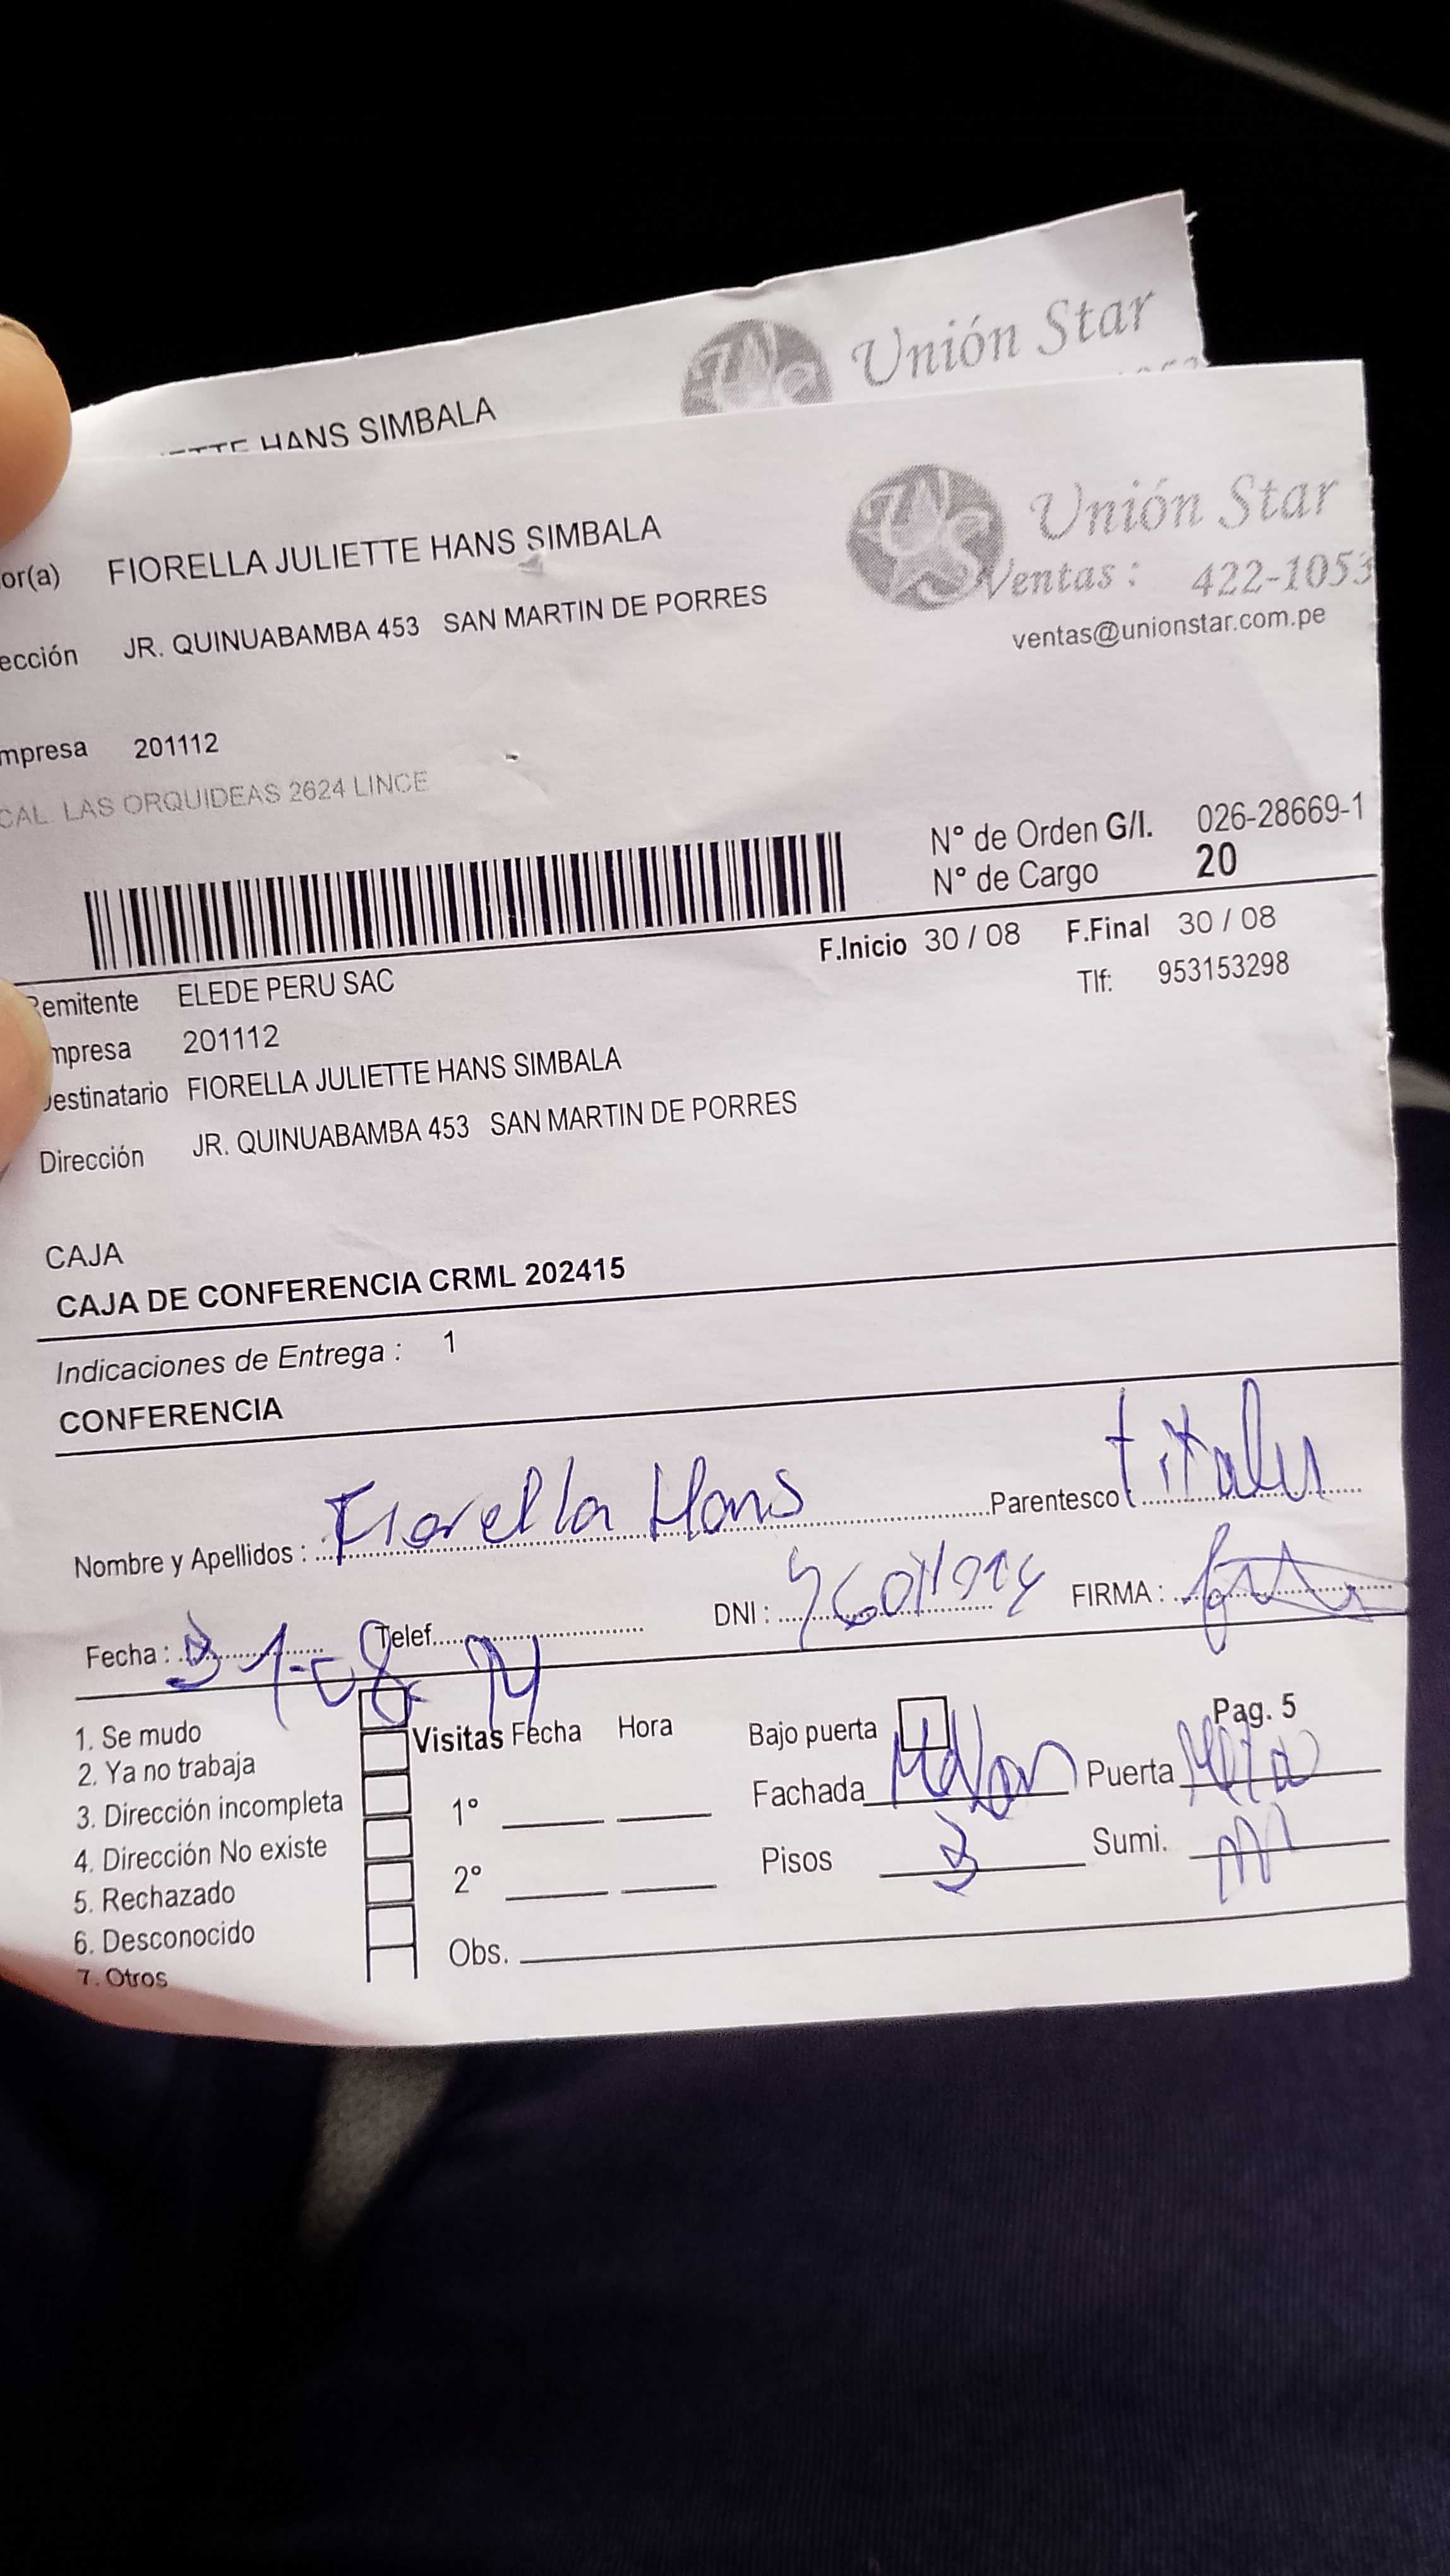 Unión Star
HANS SIMBALA
Unión Star
Ventas : 422-1053
ventas@unionstar.com.pe
or(a) FIORELLA JULIETTE HANS SIMBALA
ección JR. QUINUABAMBA 453 SAN MARTIN DE PORRES
mpresa 201112
CAL. LAS ORQUIDEAS 2624 LINCE
N° de Orden G/I. 026-28669-1
N° de Cargo 20
F.Inicio 30 / 08 F.Final 30 / 08
Remitente ELEDE PERU SAC
Tlf: 953153298
mpresa 201112
Destinatario FIORELLA JULIETTE HANS SIMBALA
Dirección JR. QUINUABAMBA 453 SAN MARTIN DE PORRES
CAJA
CAJA DE CONFERENCIA CRML 202415
Indicaciones de Entrega : 1
CONFERENCIA
Nombre y Apellidos : Fiorella Hans Parentesco titular
Fecha : 31-08 Telef. DNI : FIRMA :
1. Se mudo
2. Ya no trabaja
3. Dirección incompleta
4. Dirección No existe
5. Rechazado
6. Desconocido
7. Otros
Visitas Fecha Hora
1°
2°
Obs.
Bajo puerta Pag. 5
Fachada Puerta
Pisos 3 Sumi.